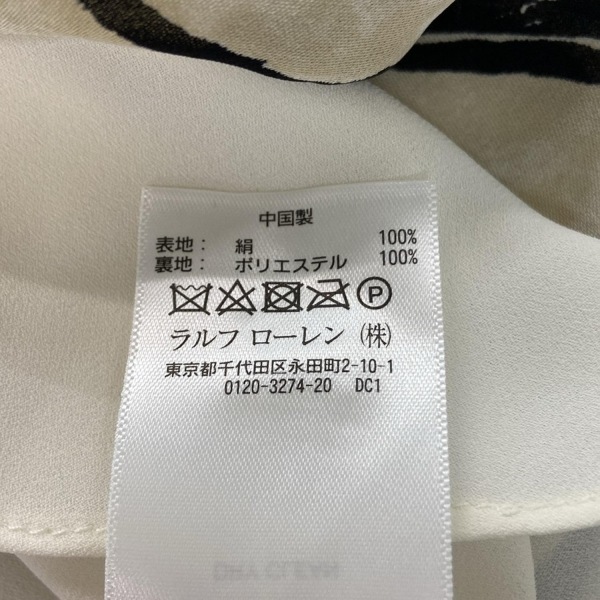 中国製
表地: 絹 100%
裏地: ポリエステル 100%
P
ラルフ ローレン (株)
東京都千代田区永田町2-10-1
0120-3274-20 DC1
DRY CLEAN